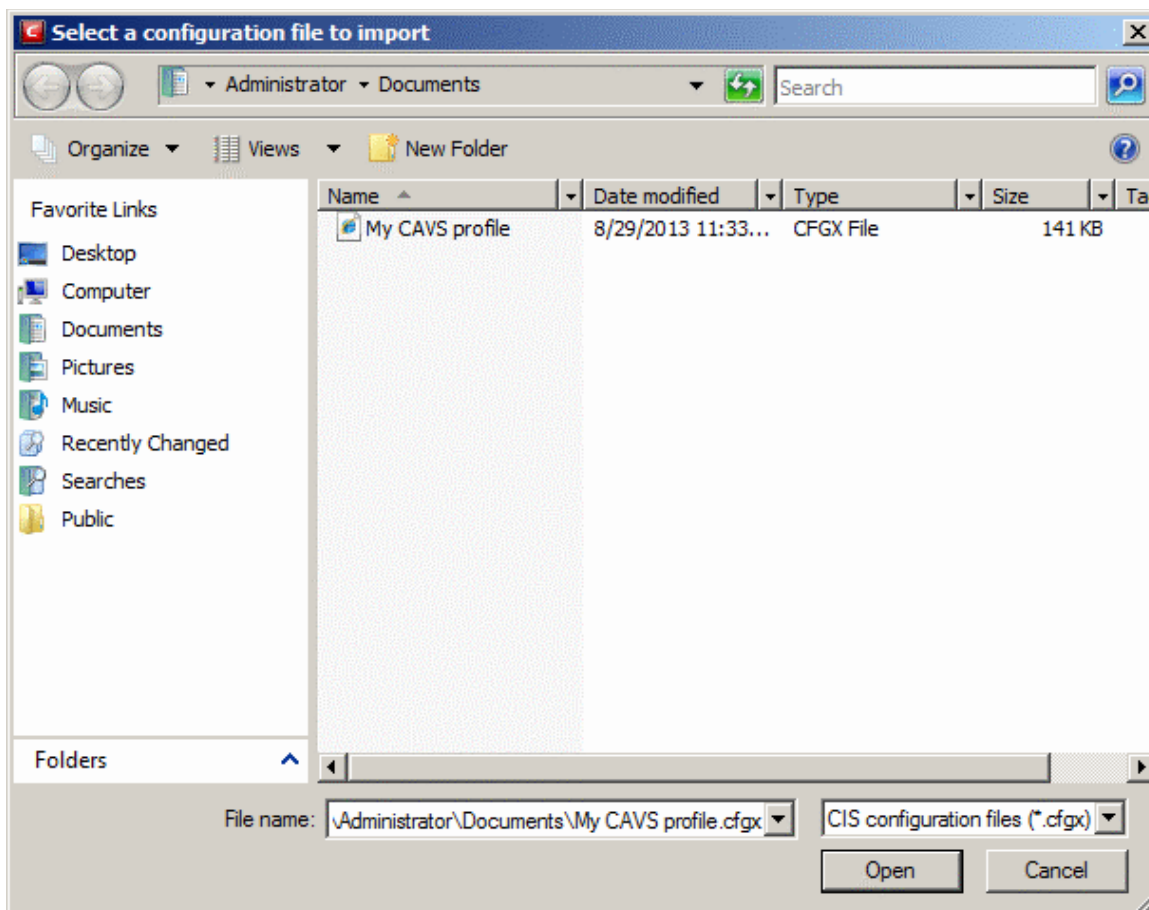 Select a configuration file to import
Administrator Documents
Search
Organize Views New Folder
Favorite Links
Desktop
Computer
Documents
Pictures
Music
Recently Changed
Searches
Public
Folders
Name Date modified Type Size Ta
My CAVS profile 8/29/2013 11:33... CFGX File 141 KB
File name: \Administrator\Documents\My CAVS profile.cfgx CIS configuration files (*.cfgx)
Open Cancel